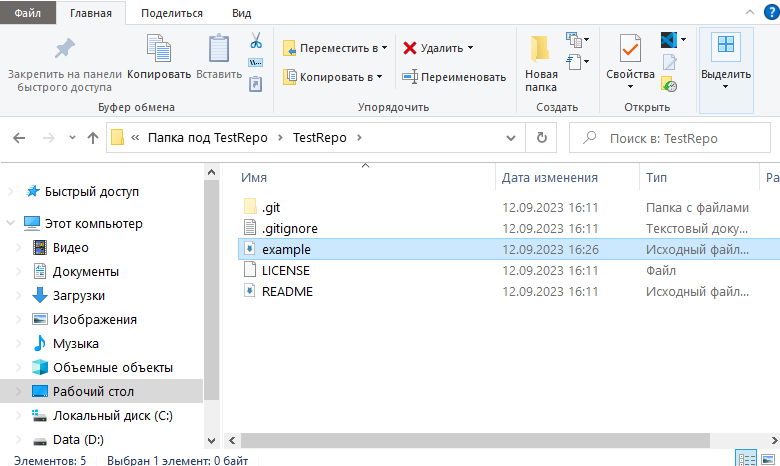 Файл Главная Поделиться Вид
Закрепить на панели быстрого доступа
Копировать
Вставить
Переместить в
Копировать в
Удалить
Переименовать
Новая папка
Свойства
Выделить
Буфер обмена Упорядочить Создать Открыть
« Папка под TestRepo > TestRepo >
Поиск в: TestRepo
Имя Дата изменения Тип Ра
.git 12.09.2023 16:11 Папка с файлами
.gitignore 12.09.2023 16:11 Текстовый доку...
example 12.09.2023 16:26 Исходный файл...
LICENSE 12.09.2023 16:11 Файл
README 12.09.2023 16:11 Исходный файл...
Быстрый доступ
Этот компьютер
Видео
Документы
Загрузки
Изображения
Музыка
Объемные объекты
Рабочий стол
Локальный диск (C:)
Data (D:)
Элементов: 5 Выбран 1 элемент: 0 байт